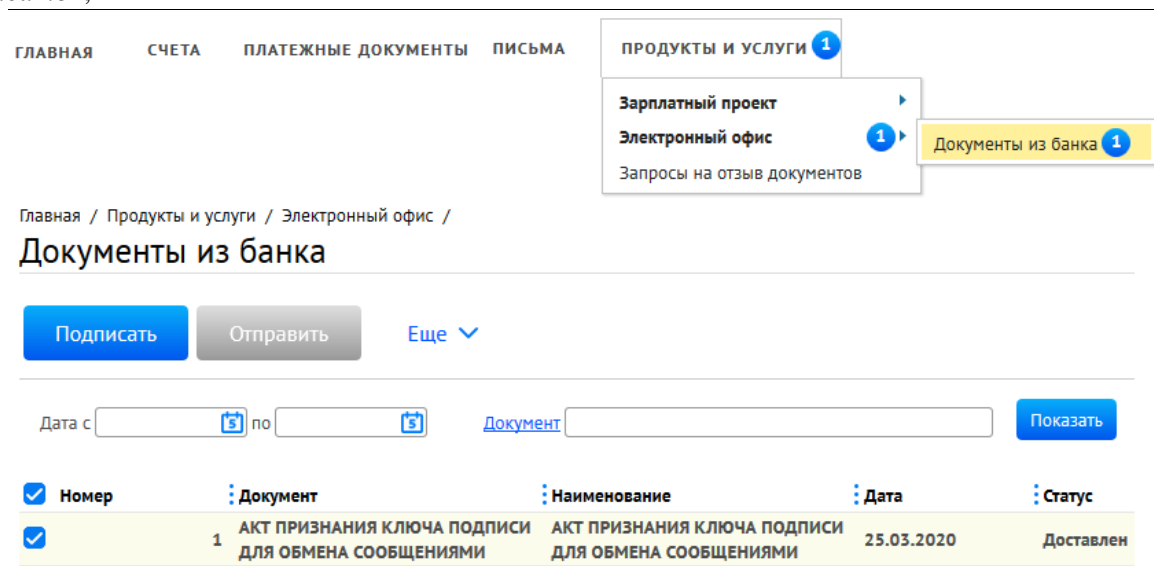 ГЛАВНАЯ СЧЕТА ПЛАТЕЖНЫЕ ДОКУМЕНТЫ ПИСЬМА ПРОДУКТЫ И УСЛУГИ 1
Зарплатный проект
Электронный офис 1 Документы из банка 1
Запросы на отзыв документов
Главная / Продукты и услуги / Электронный офис /
Документы из банка
Подписать Отправить Еще
Дата с 5 по 5 Документ Показать
Номер Документ Наименование Дата Статус
1 АКТ ПРИЗНАНИЯ КЛЮЧА ПОДПИСИ АКТ ПРИЗНАНИЯ КЛЮЧА ПОДПИСИ 25.03.2020 Доставлен
ДЛЯ ОБМЕНА СООБЩЕНИЯМИ ДЛЯ ОБМЕНА СООБЩЕНИЯМИ